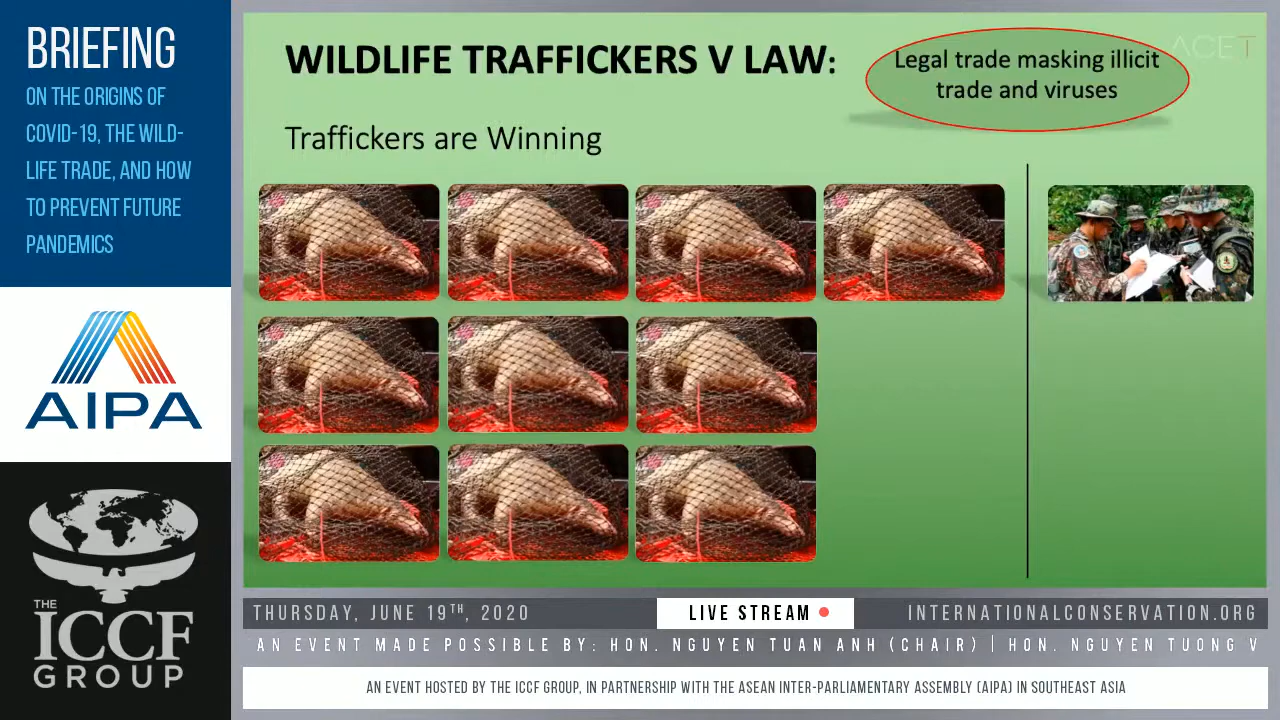 BRIEFING
ON THE ORIGINS OF
COVID-19, THE WILD-
LIFE TRADE, AND HOW
TO PREVENT FUTURE
PANDEMICS
AIPA
THE
ICCF
GROUP
WILDLIFE TRAFFICKERS V LAW:
Legal trade masking illicit
trade and viruses
ACET
Traffickers are Winning
THURSDAY, JUNE 19TH, 2020
LIVE STREAM
INTERNATIONALCONSERVATION.ORG
AN EVENT MADE POSSIBLE BY: HON. NGUYEN TUAN ANH (CHAIR) | HON. NGUYEN TUONG V
AN EVENT HOSTED BY THE ICCF GROUP, IN PARTNERSHIP WITH THE ASEAN INTER-PARLIAMENTARY ASSEMBLY (AIPA) IN SOUTHEAST ASIA